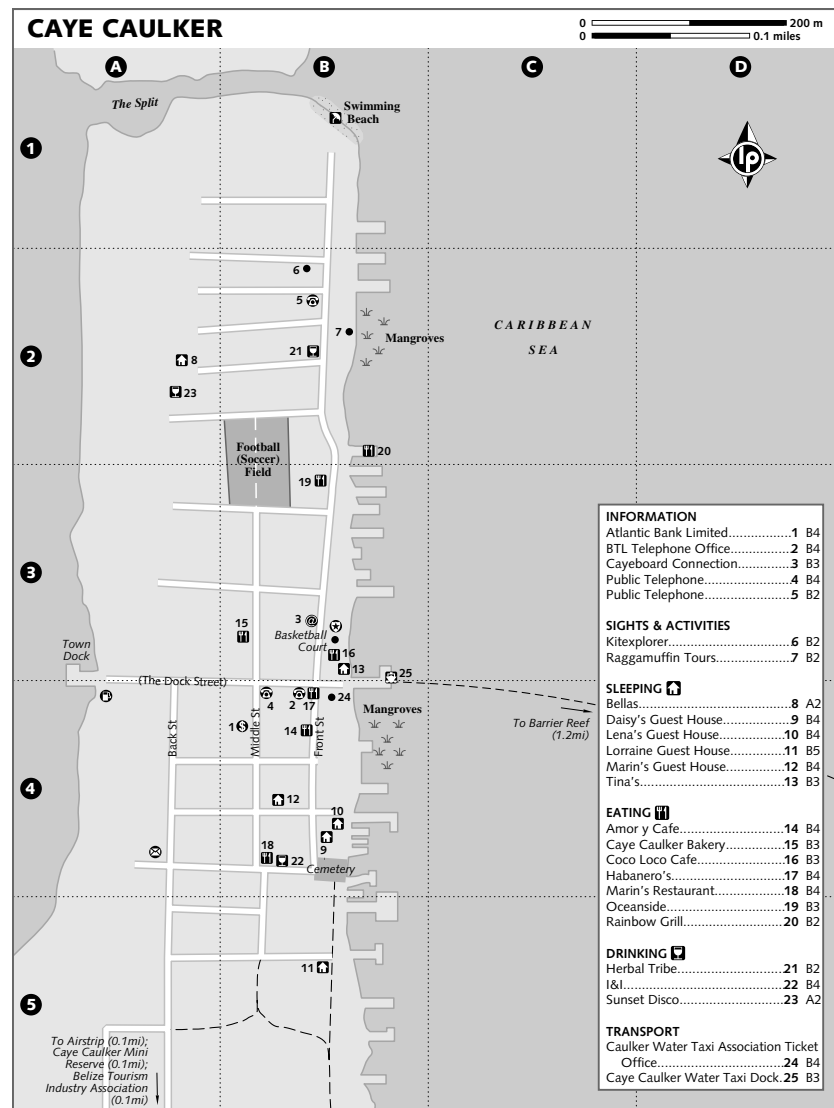 CAYE CAULKER
0 200 m
0 0.1 miles
A B C D
The Split
Swimming
Beach
1
lp
6
5
7
CARIBBEAN
SEA
Mangroves
21
2
8
23
Football
(Soccer)
Field
20
19
3
15
3 @
Basketball
Court
16
Town
Dock
13
25
(The Dock Street)
4 2 17 24
Mangroves
To Barrier Reef
(1.2mi)
1 $
Back St
Middle St
Front St
14
4
12
10
9
18
22
Cemetery
11
5
To Airstrip (0.1mi);
Caye Caulker Mini
Reserve (0.1mi);
Belize Tourism
Industry Association
(0.1mi)
INFORMATION
Atlantic Bank Limited................1 B4
BTL Telephone Office................2 B4
Cayeboard Connection..............3 B3
Public Telephone......................4 B4
Public Telephone......................5 B2
SIGHTS & ACTIVITIES
Kitexplorer..............................6 B2
Raggamuffin Tours...................7 B2
SLEEPING
Bellas.....................................8 A2
Daisy's Guest House.................9 B4
Lena's Guest House.................10 B4
Lorraine Guest House..............11 B5
Marin's Guest House...............12 B4
Tina's....................................13 B3
EATING
Amor y Cafe...........................14 B4
Caye Caulker Bakery................15 B3
Coco Loco Cafe......................16 B3
Habanero's.............................17 B4
Marin's Restaurant..................18 B4
Oceanside..............................19 B3
Rainbow Grill..........................20 B2
DRINKING
Herbal Tribe...........................21 B2
I&I........................................22 B4
Sunset Disco..........................23 A2
TRANSPORT
Caulker Water Taxi Association Ticket
Office.................................24 B4
Caye Caulker Water Taxi Dock.25 B3